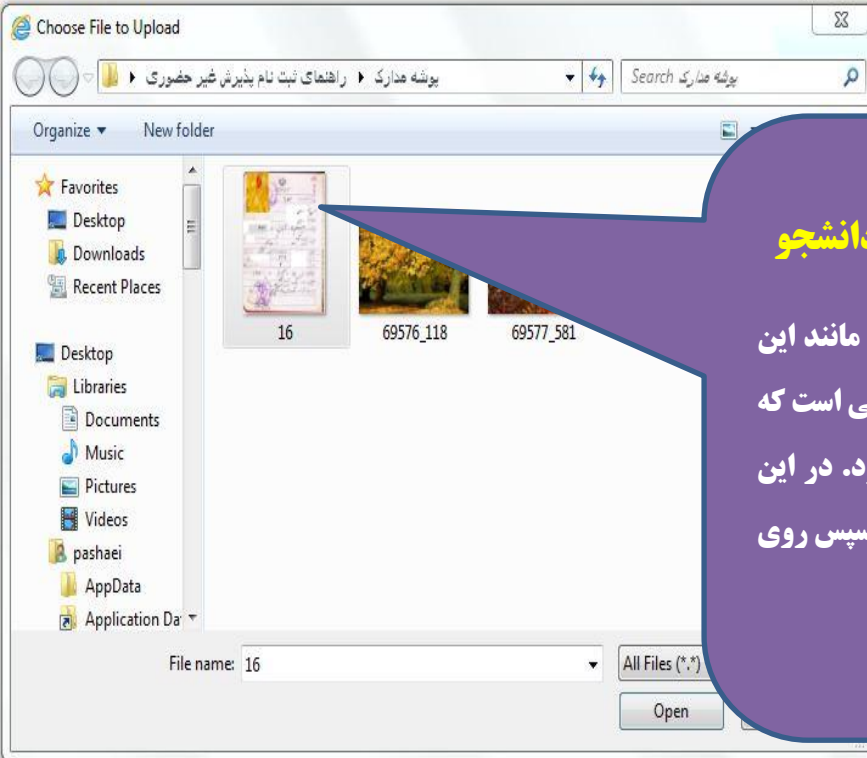 Choose File to Upload
پوشه مدارک ◂ راهنمای ثبت نام پذیرش غیر حضوری ◂
Search پوشه مدارک
Organize ▾ New folder
Favorites
Desktop
Downloads
Recent Places
Desktop
Libraries
Documents
Music
Pictures
Videos
pashaei
AppData
Application Da
16
69576_118
69577_581
دانشجو
مانند این
ی است که
د. در این
سپس روی
File name: 16
All Files (*.*)
Open